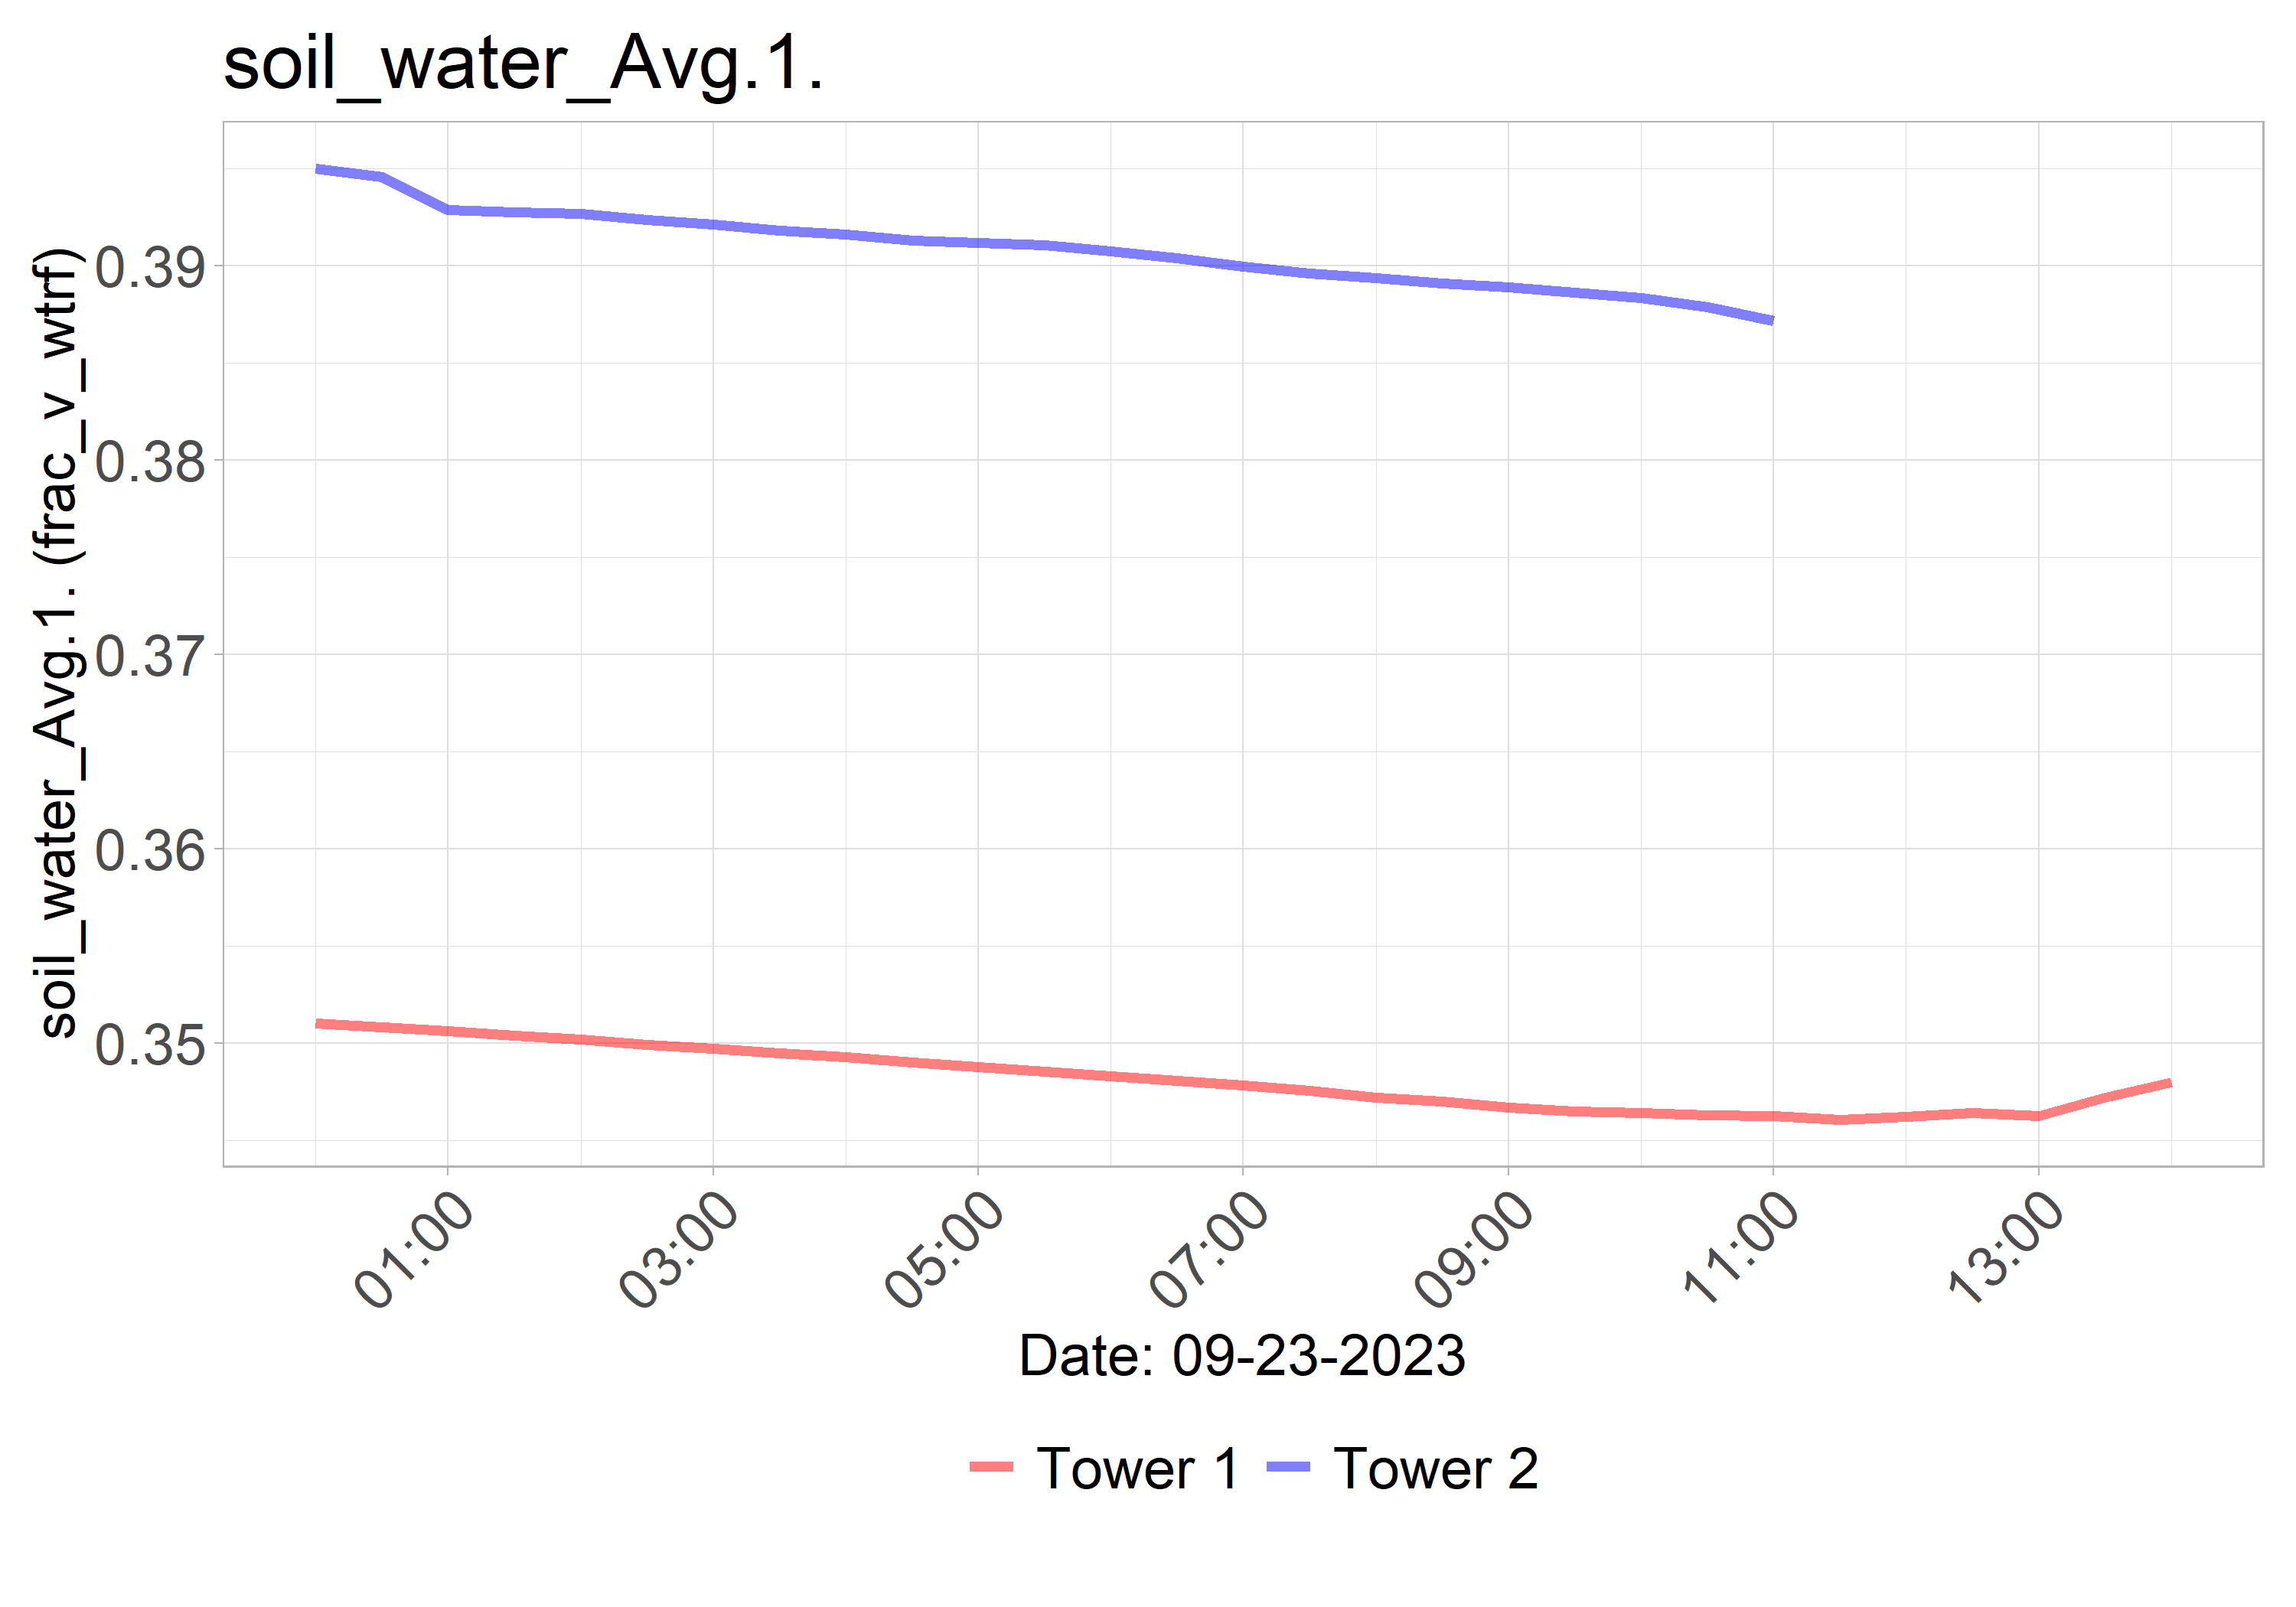 soil_water_Avg.1.
soil_water_Avg.1. (frac_v_wtrf)
0.39
0.38
0.37
0.36
0.35
01:00
03:00
05:00
07:00
09:00
11:00
13:00
Date: 09-23-2023
Tower 1
Tower 2